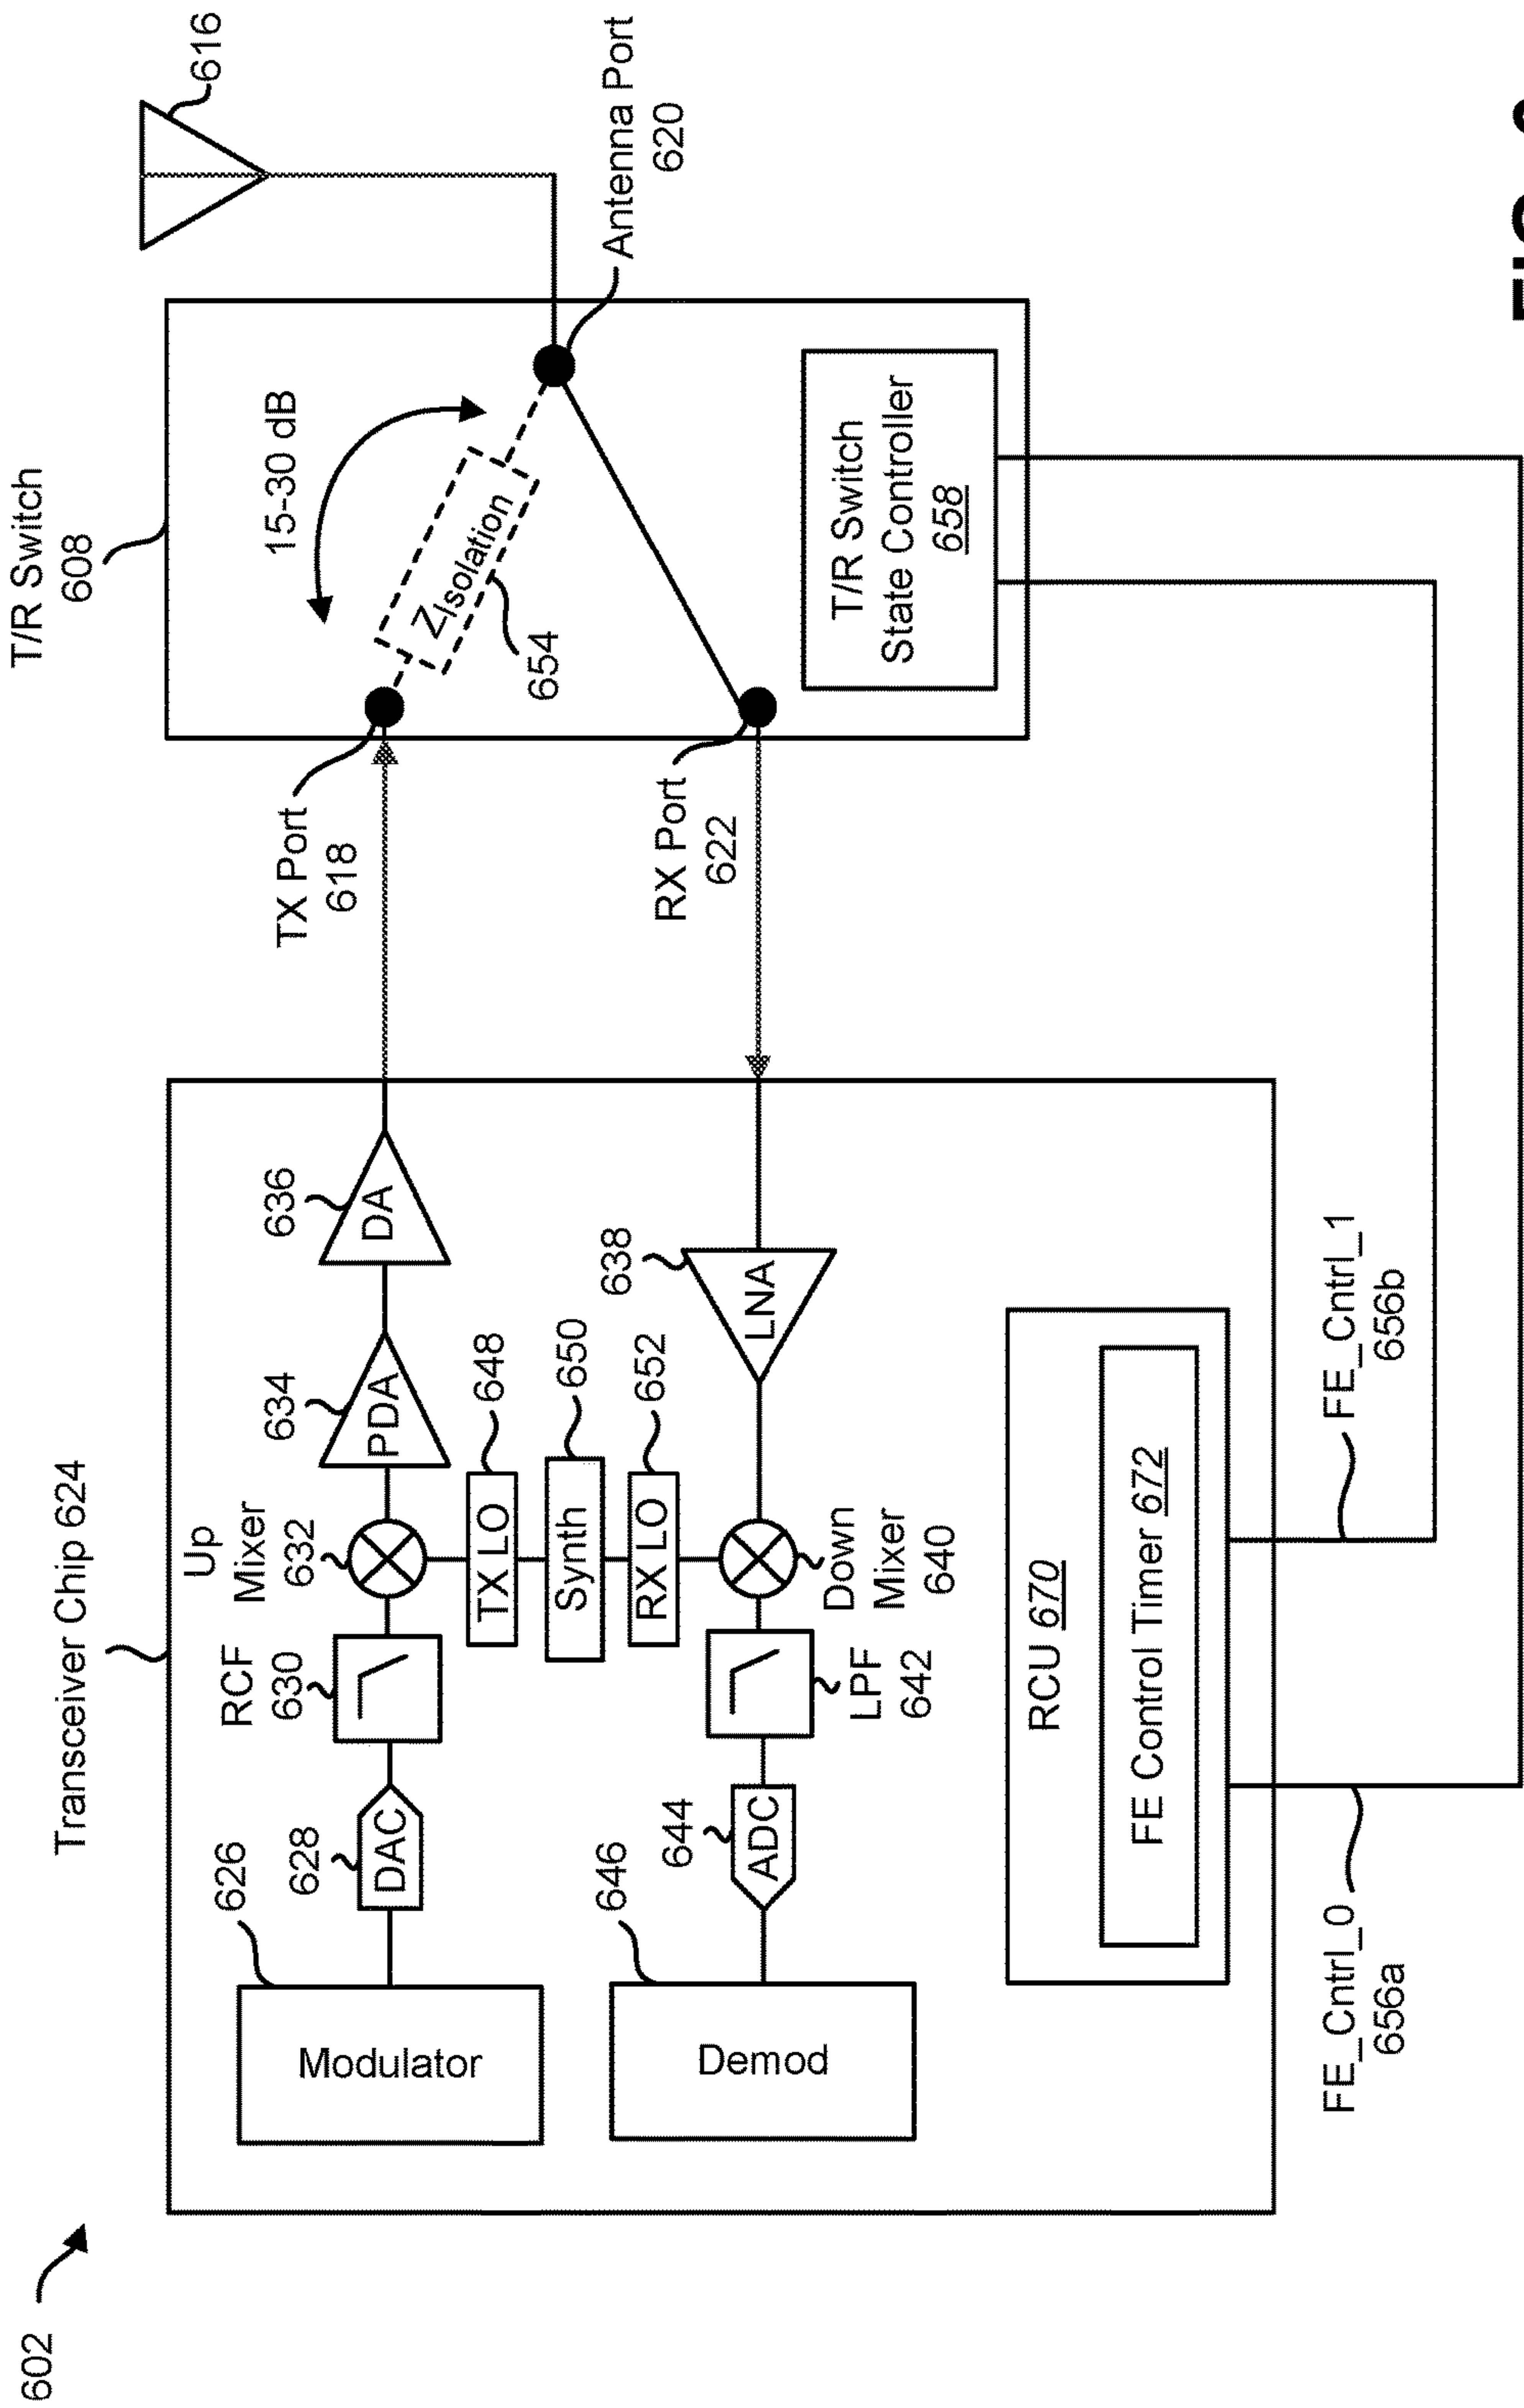 602
Transceiver Chip 624
T/R Switch
608
616
626
Modulator
628
DAC
RCF
630
Up
Mixer
632
634
PDA
636
DA
TX Port
618
15-30 dB
ZIsolation
654
Antenna Port
620
TX LO
648
Synth
650
RX LO
652
646
Demod
644
ADC
LPF
642
Down
Mixer
640
638
LNA
RX Port
622
T/R Switch
State Controller
658
RCU 670
FE Control Timer 672
FE_Cntrl_0
656a
FE_Cntrl_1
656b